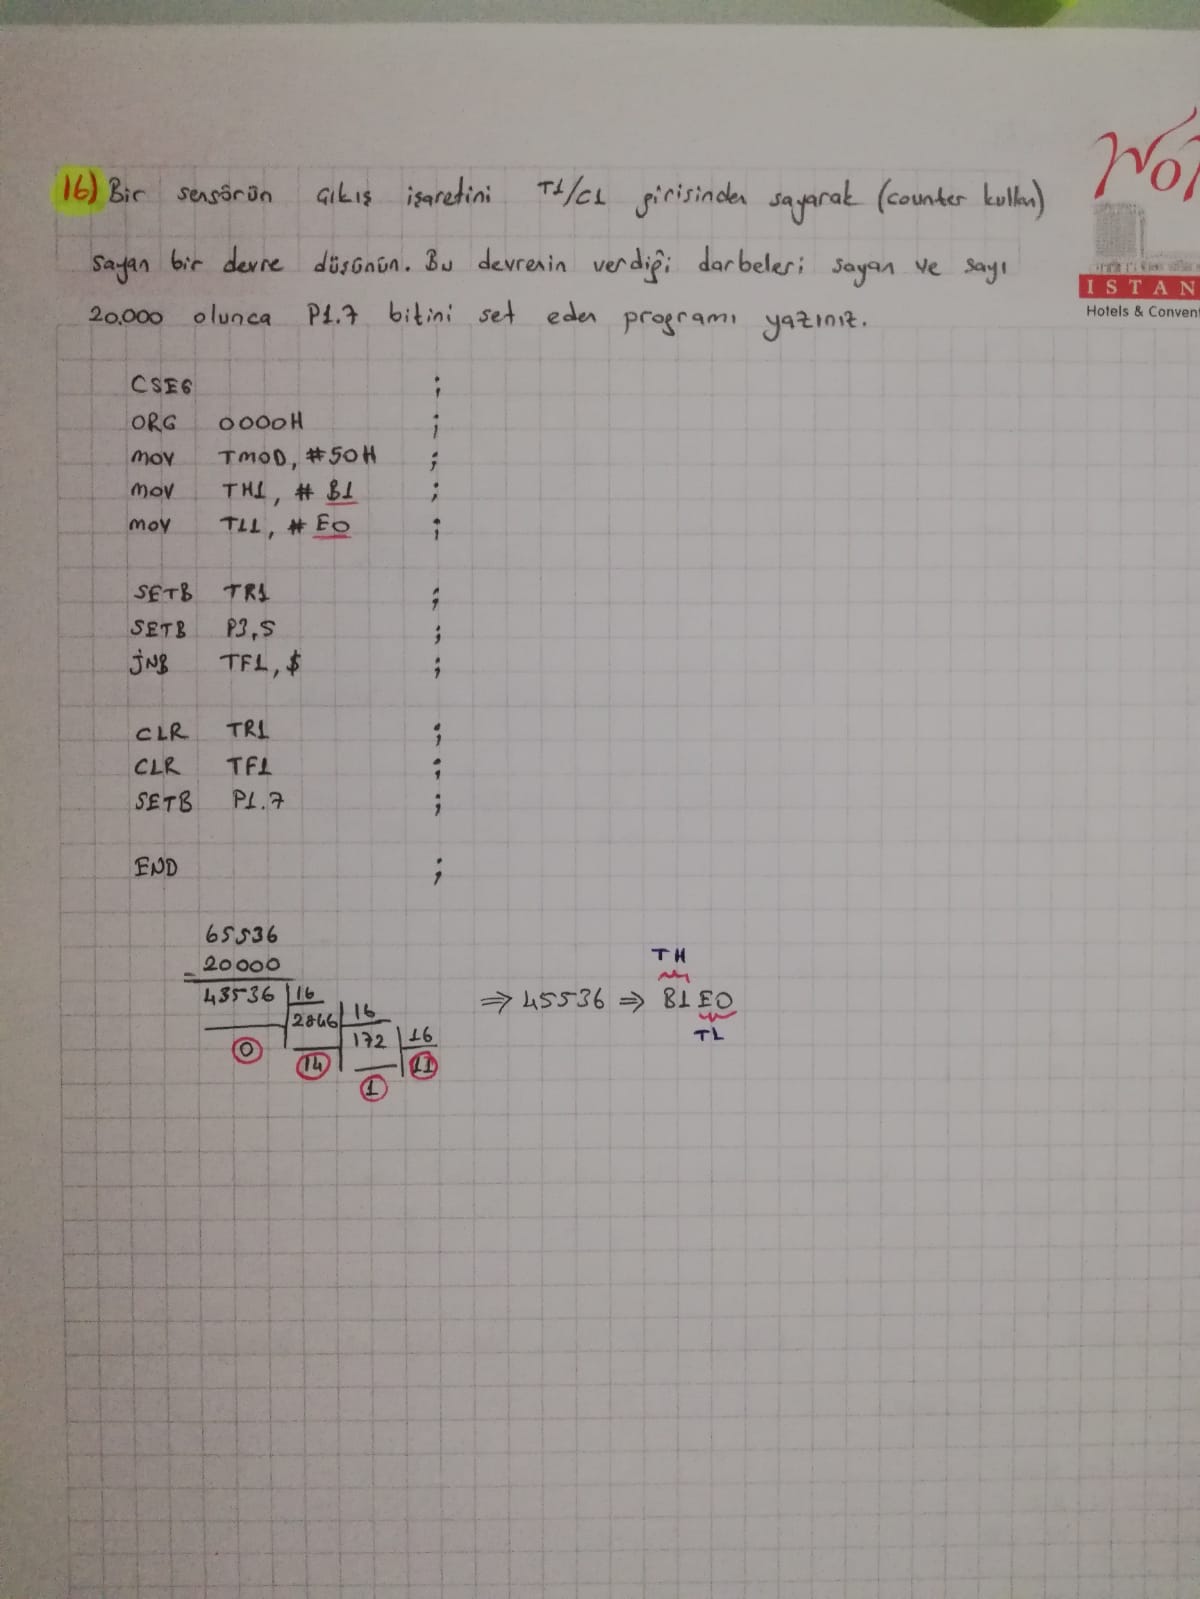 WOW
ISTAN
Hotels & Conven
16) Bir sensörün çıkış işaretini T1/C1 girisinden sayarak (counter kullan)
sayan bir devre düşünün. Bu devrenin verdiği darbeleri sayan ve sayı
20.000 olunca P1.7 bitini set eden programı yazınız.
CSEG ;
ORG 0000H ;
mov TMOD, #50H ;
mov TH1, # B1 ;
mov TL1, # E0 ;
SETB TR1 ;
SETB P3,5 ;
jNB TF1, $ ;
CLR TR1 ;
CLR TF1 ;
SETB P1.7 ;
END ;
65536
- 20000
45536 | 16
2846 | 16
172 | 16
0 14 1 11
⇒ 45536 ⇒ B1E0
TH
TL